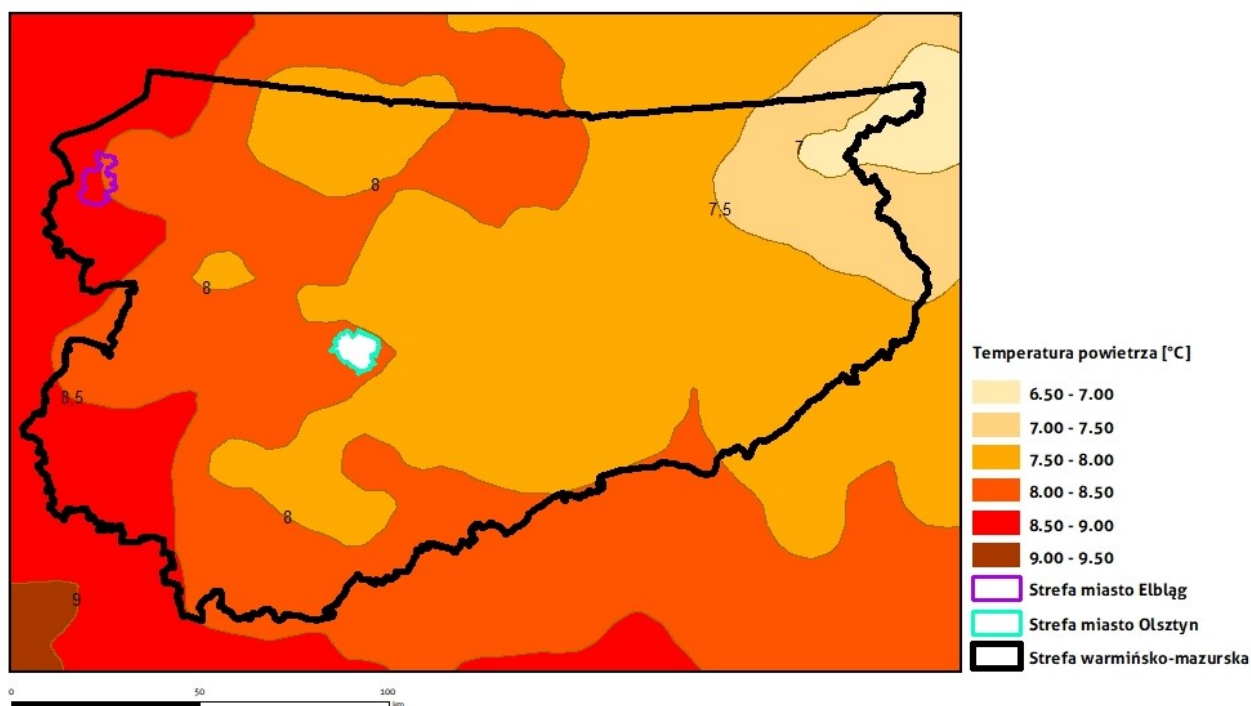 7
8
7,5
8
8,5
8
9
Temperatura powietrza [°C]
6.50 - 7.00
7.00 - 7.50
7.50 - 8.00
8.00 - 8.50
8.50 - 9.00
9.00 - 9.50
Strefa miasto Elbląg
Strefa miasto Olsztyn
Strefa warmińsko-mazurska
0 50 100
km